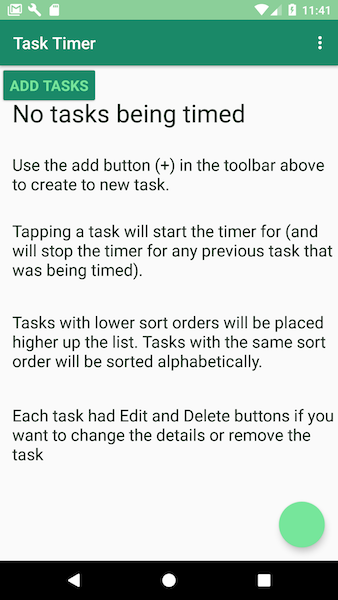 11:41
Task Timer
ADD TASKS
No tasks being timed
Use the add button (+) in the toolbar above
to create to new task.
Tapping a task will start the timer for (and
will stop the timer for any previous task that
was being timed).
Tasks with lower sort orders will be placed
higher up the list. Tasks with the same sort
order will be sorted alphabetically.
Each task had Edit and Delete buttons if you
want to change the details or remove the
task